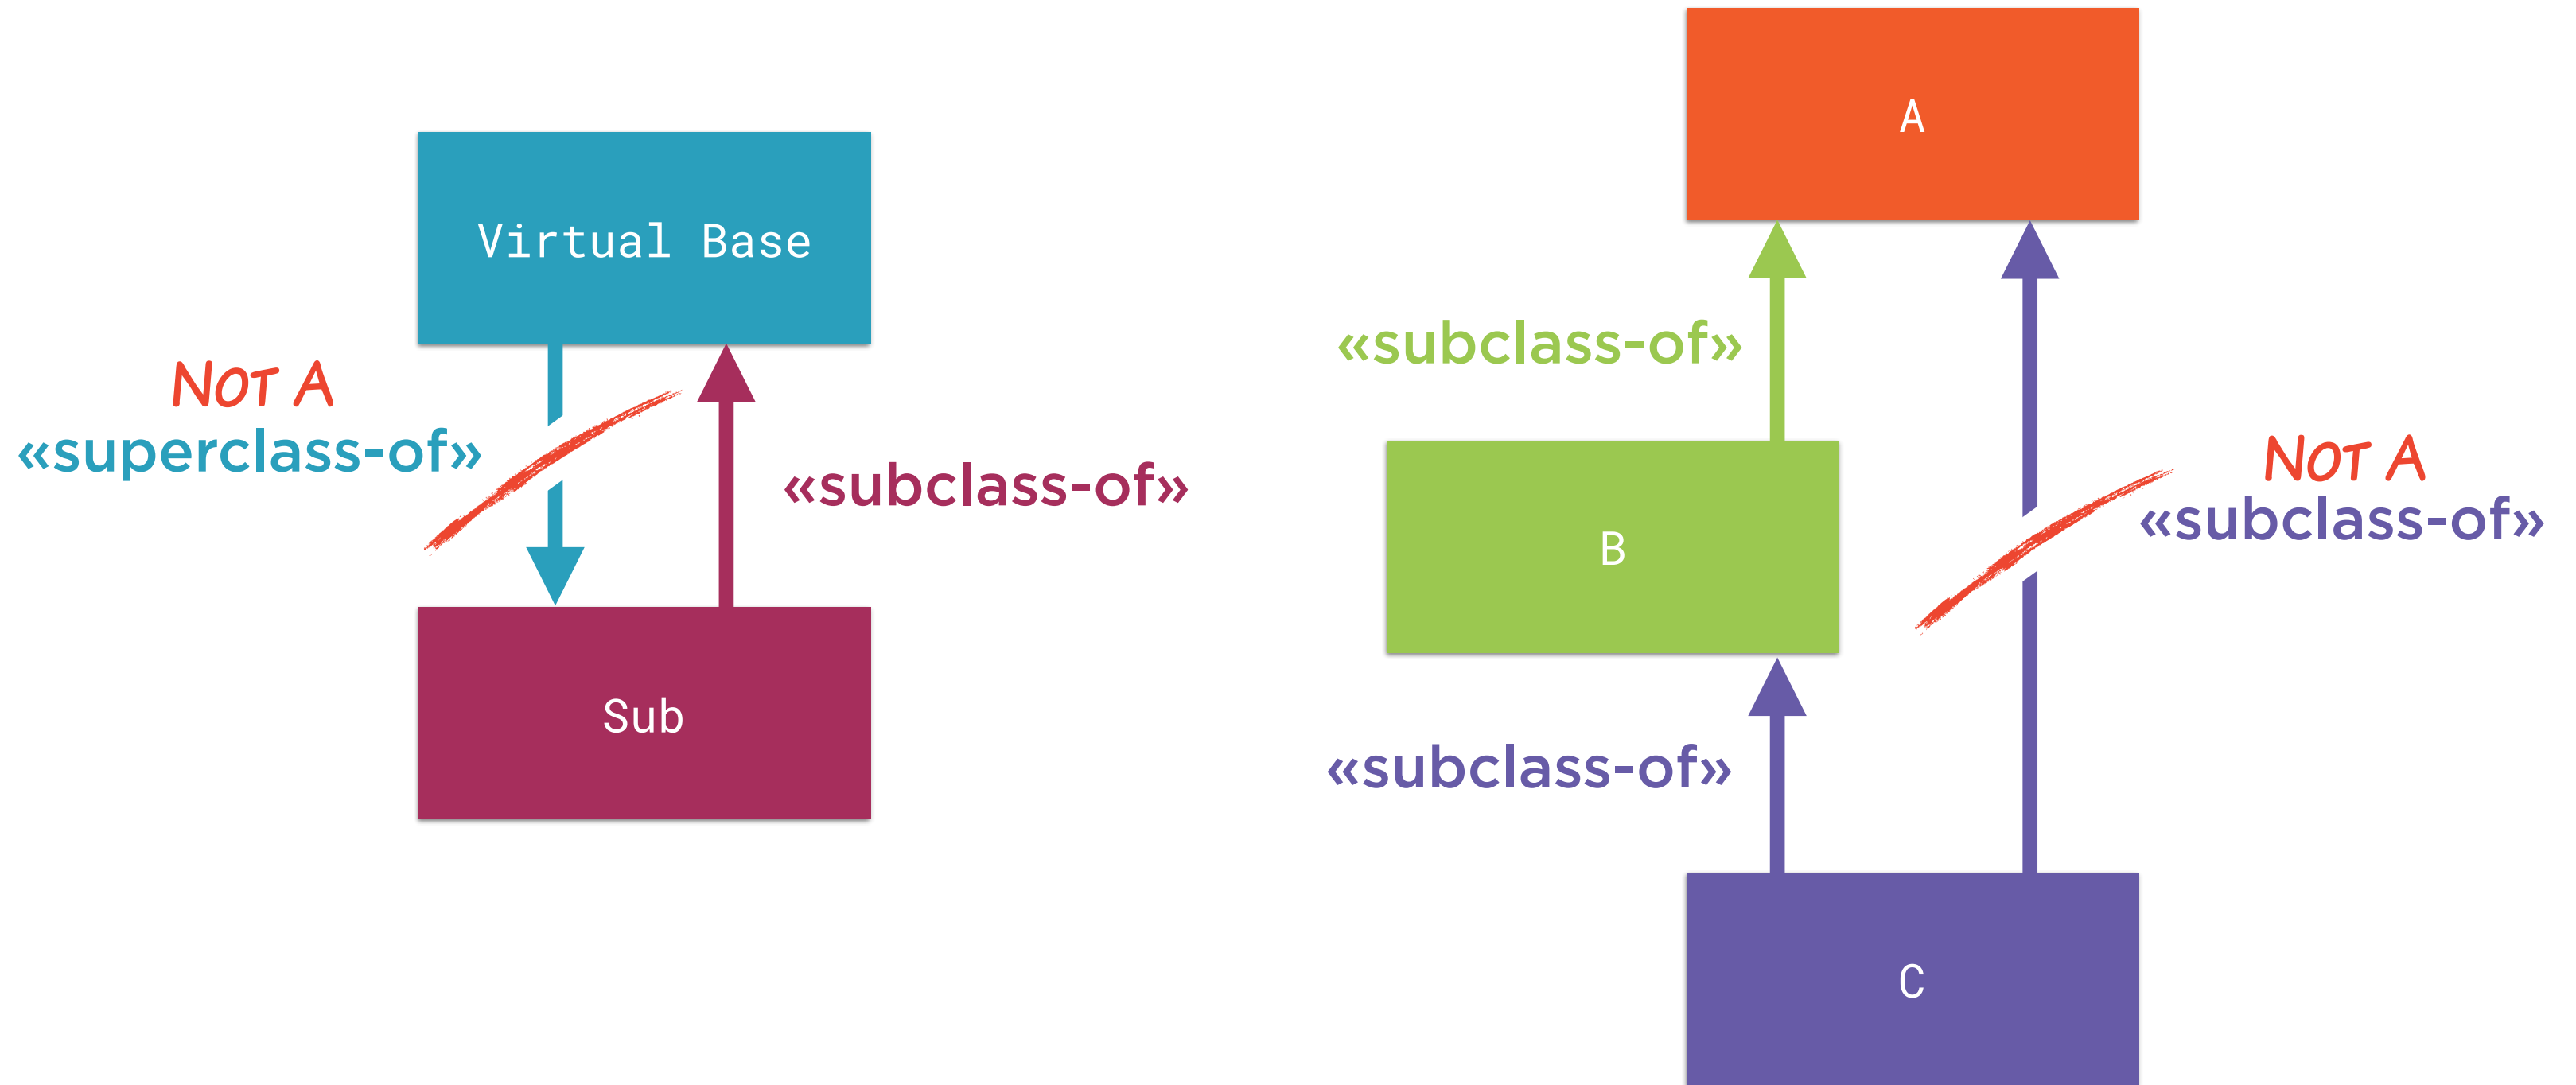 Virtual Base
NOT A
«superclass-of»
«subclass-of»
Sub
A
«subclass-of»
B
NOT A
«subclass-of»
«subclass-of»
C